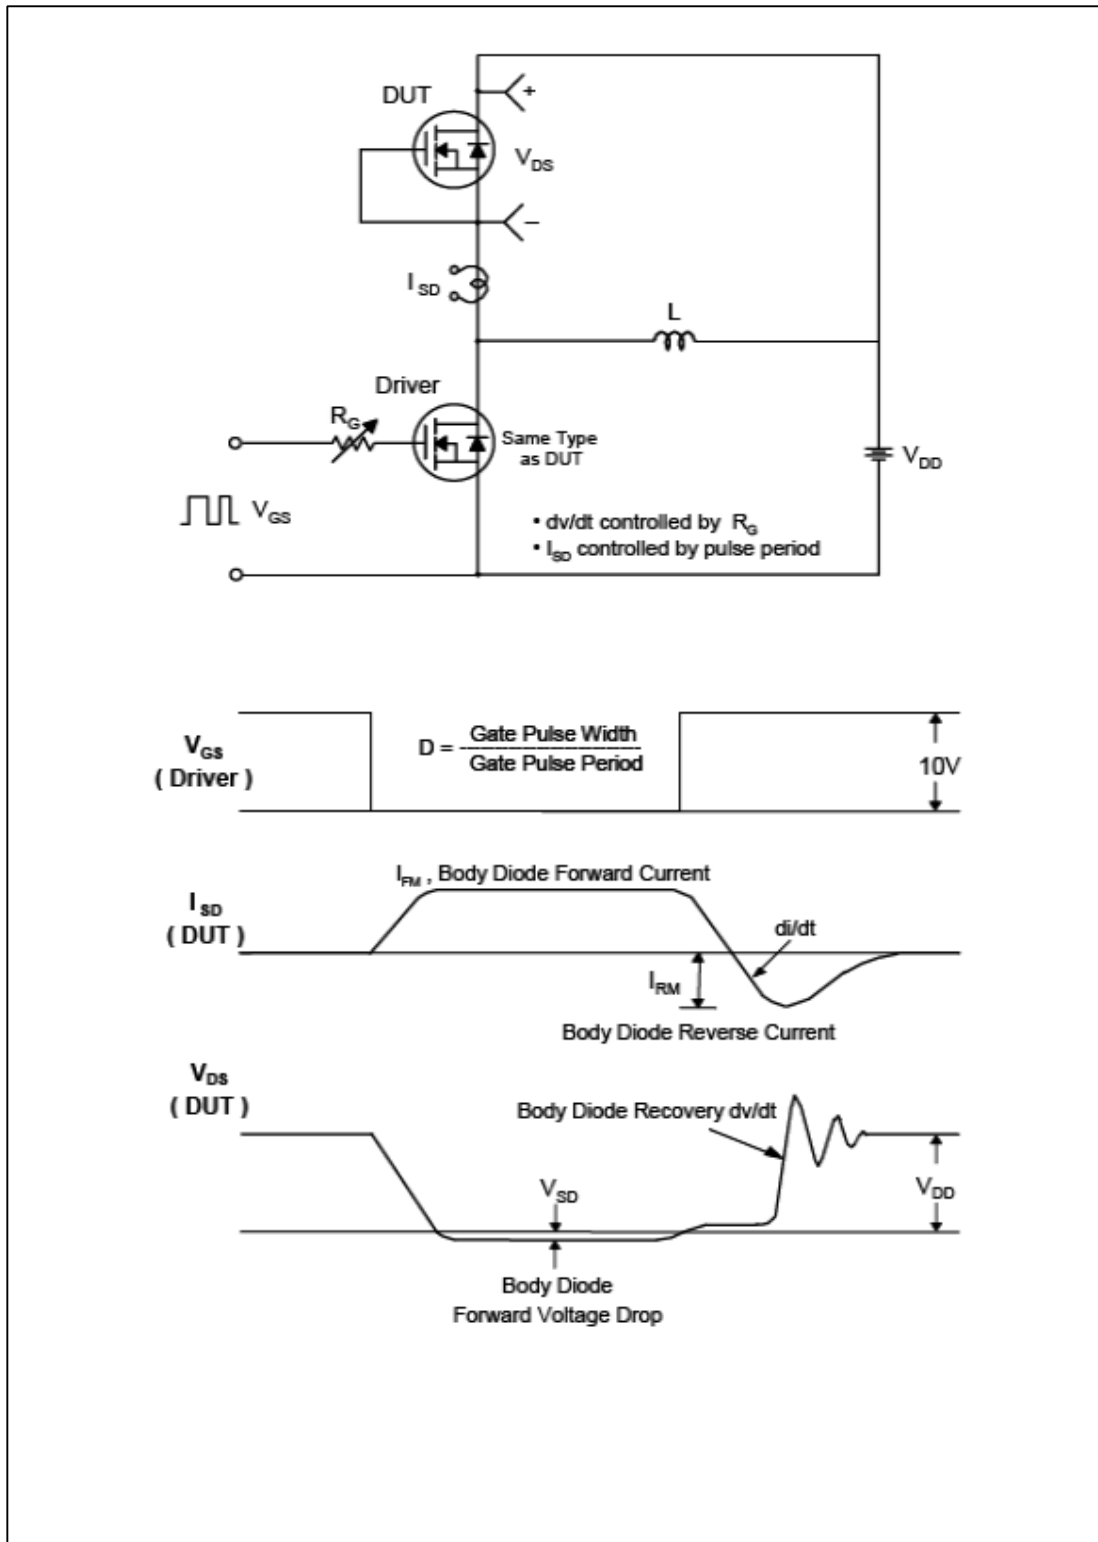 DUT
+
V_DS
−
I_SD
L
Driver
R_G
Same Type
as DUT
V_DD
V_GS
• dv/dt controlled by R_G
• I_SD controlled by pulse period
V_GS
( Driver )
D = Gate Pulse Width
Gate Pulse Period
10V
I_FM , Body Diode Forward Current
I_SD
( DUT )
di/dt
I_RM
Body Diode Reverse Current
V_DS
( DUT )
Body Diode Recovery dv/dt
V_SD
V_DD
Body Diode
Forward Voltage Drop